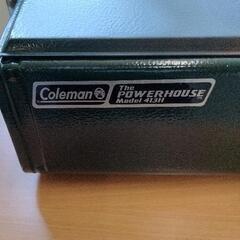 Coleman
The
POWERHOUSE
Model 413H